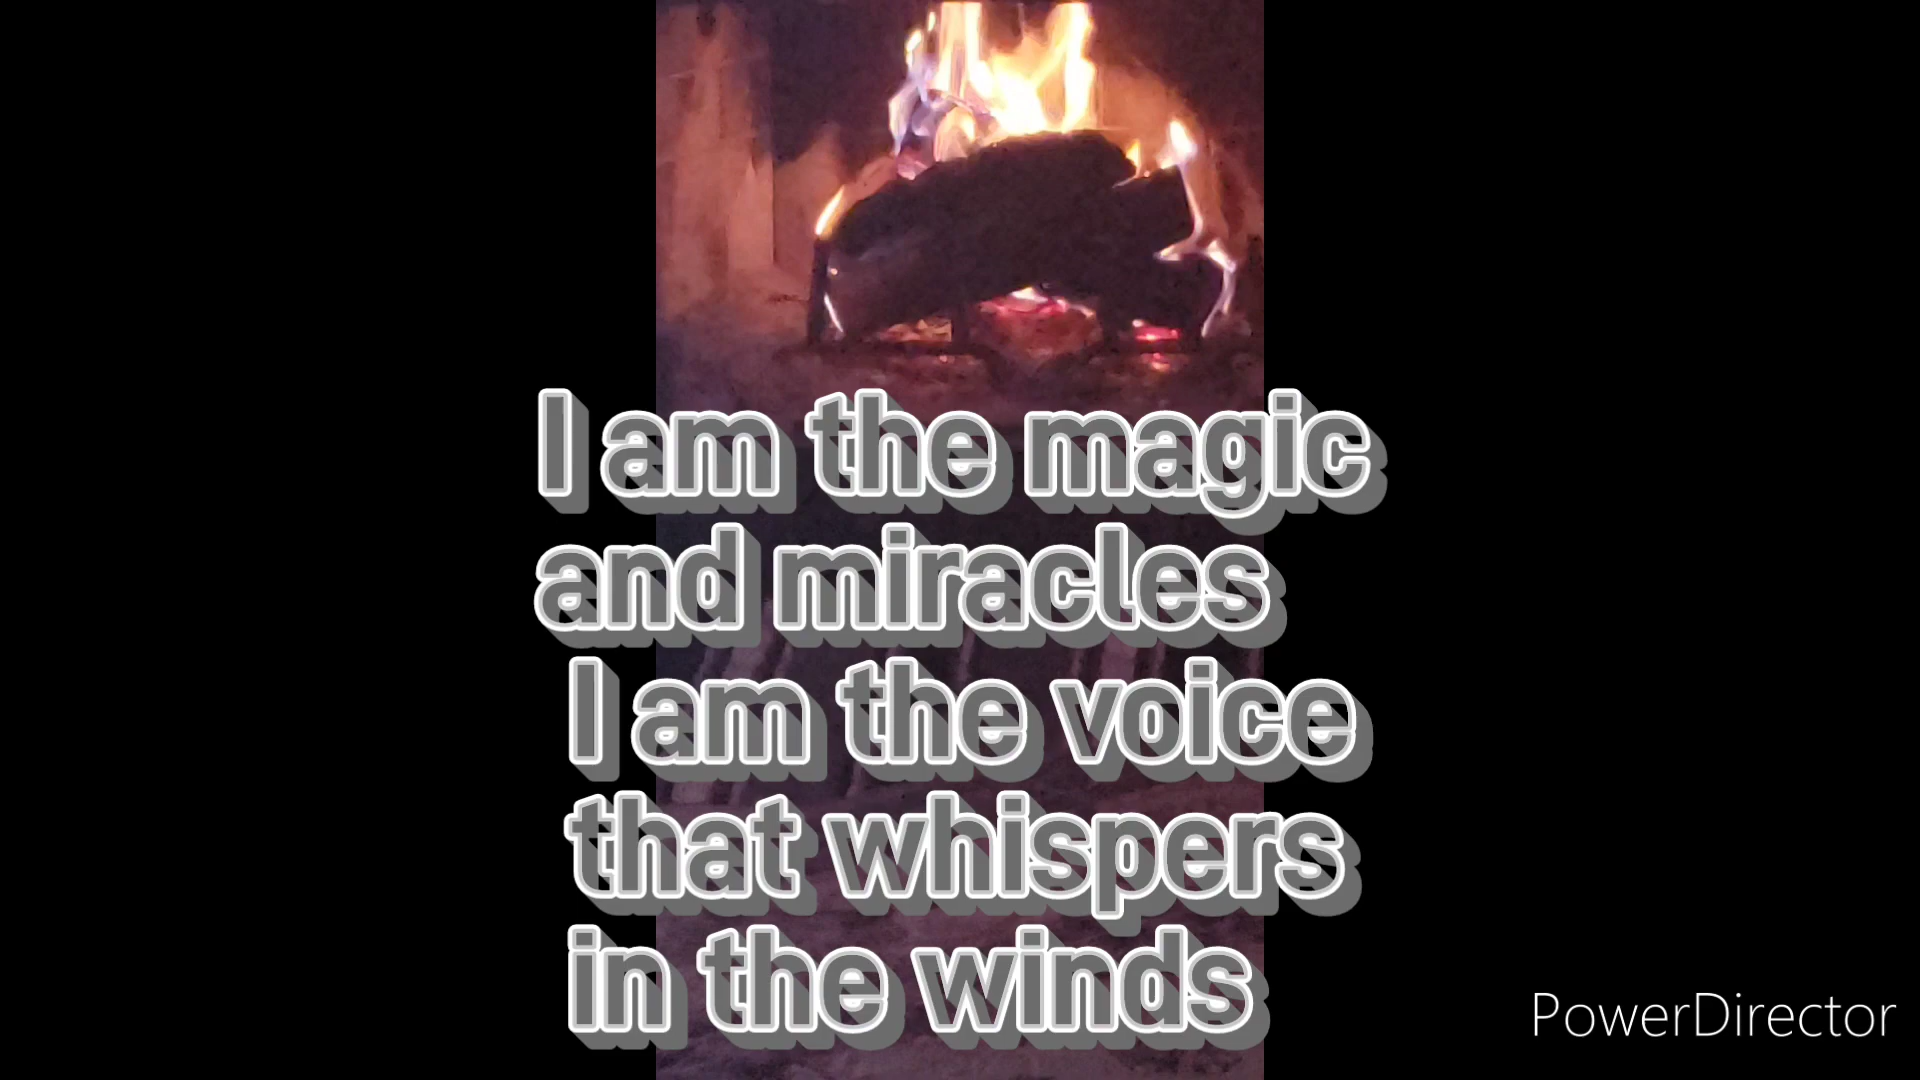 I am the magic
and miracles
I am the voice
that whispers
in the winds
PowerDirector